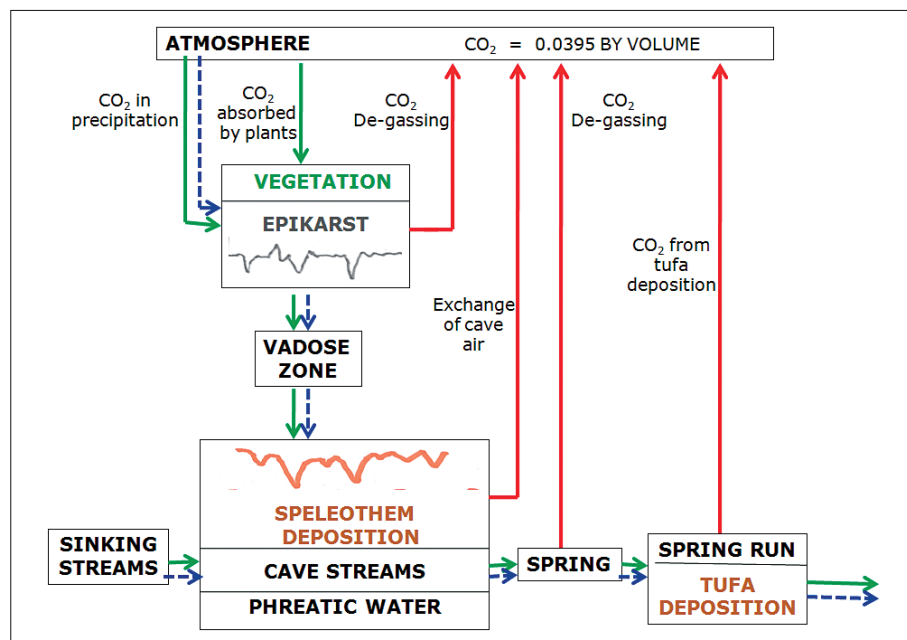 ATMOSPHERE
CO₂ = 0.0395 BY VOLUME
CO₂ in
precipitation
CO₂
absorbed
by plants
CO₂
De-gassing
CO₂
De-gassing
VEGETATION
EPIKARST
CO₂ from
tufa
deposition
Exchange
of cave
air
VADOSE
ZONE
SPELEOTHEM
DEPOSITION
SINKING
STREAMS
CAVE STREAMS
PHREATIC WATER
SPRING
SPRING RUN
TUFA
DEPOSITION